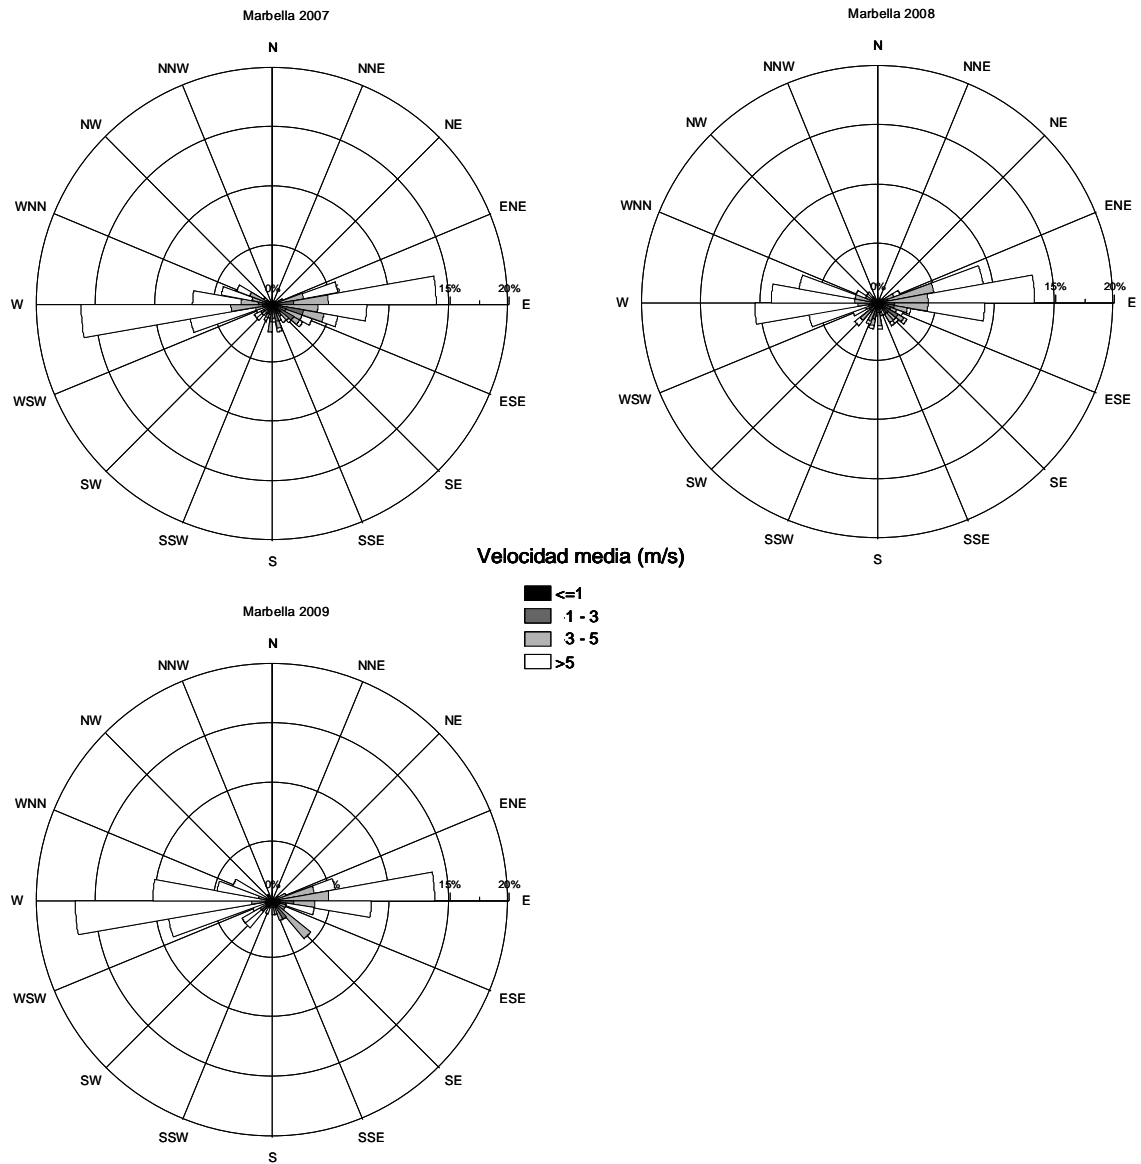 Marbella 2007
N
NNW
NNE
NW
NE
WNN
ENE
0%
15%
20%
W
E
WSW
ESE
SW
SE
SSW
SSE
S
Marbella 2008
N
NNW
NNE
NW
NE
WNN
ENE
0%
15%
20%
W
E
WSW
ESE
SW
SE
SSW
SSE
S
Velocidad media (m/s)
<=1
1 - 3
3 - 5
>5
Marbella 2009
N
NNW
NNE
NW
NE
WNN
ENE
0%
%
15%
20%
W
E
WSW
ESE
SW
SE
SSW
SSE
S